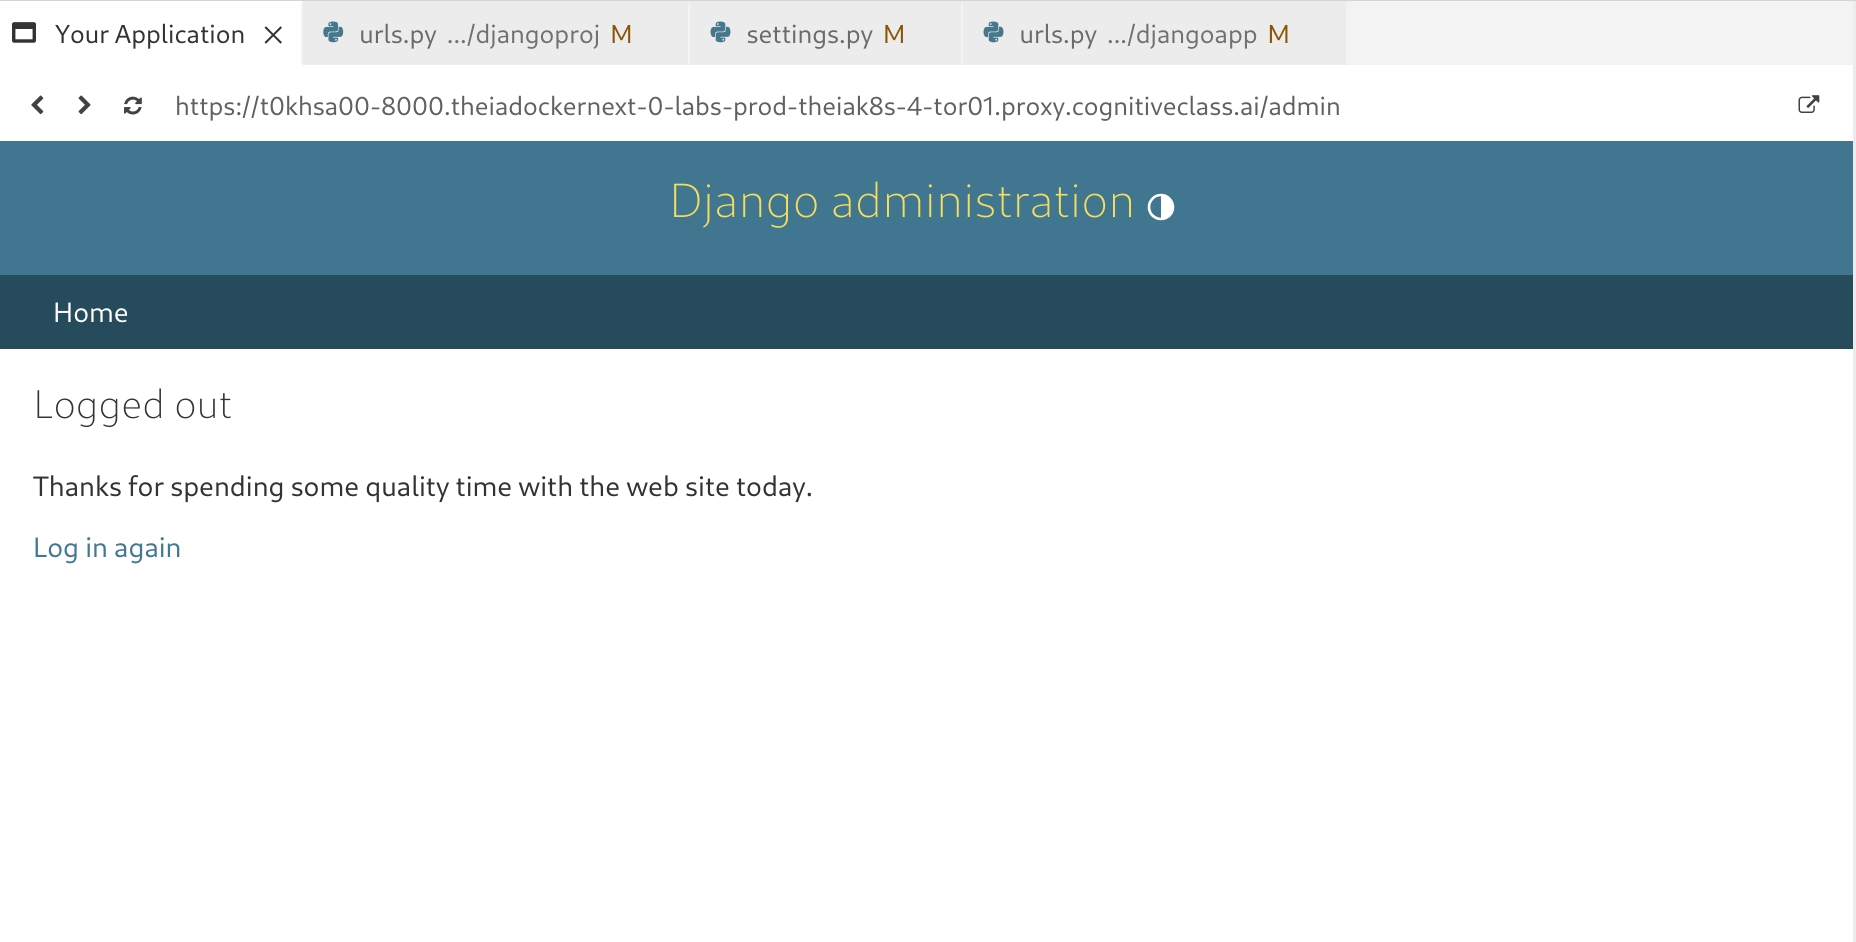 Your Application urls.py .../djangoproj M settings.py M urls.py .../djangoapp M
https://t0khsa00-8000.theiadockernext-0-labs-prod-theiak8s-4-tor01.proxy.cognitiveclass.ai/admin
Django administration
Home
Logged out
Thanks for spending some quality time with the web site today.
Log in again